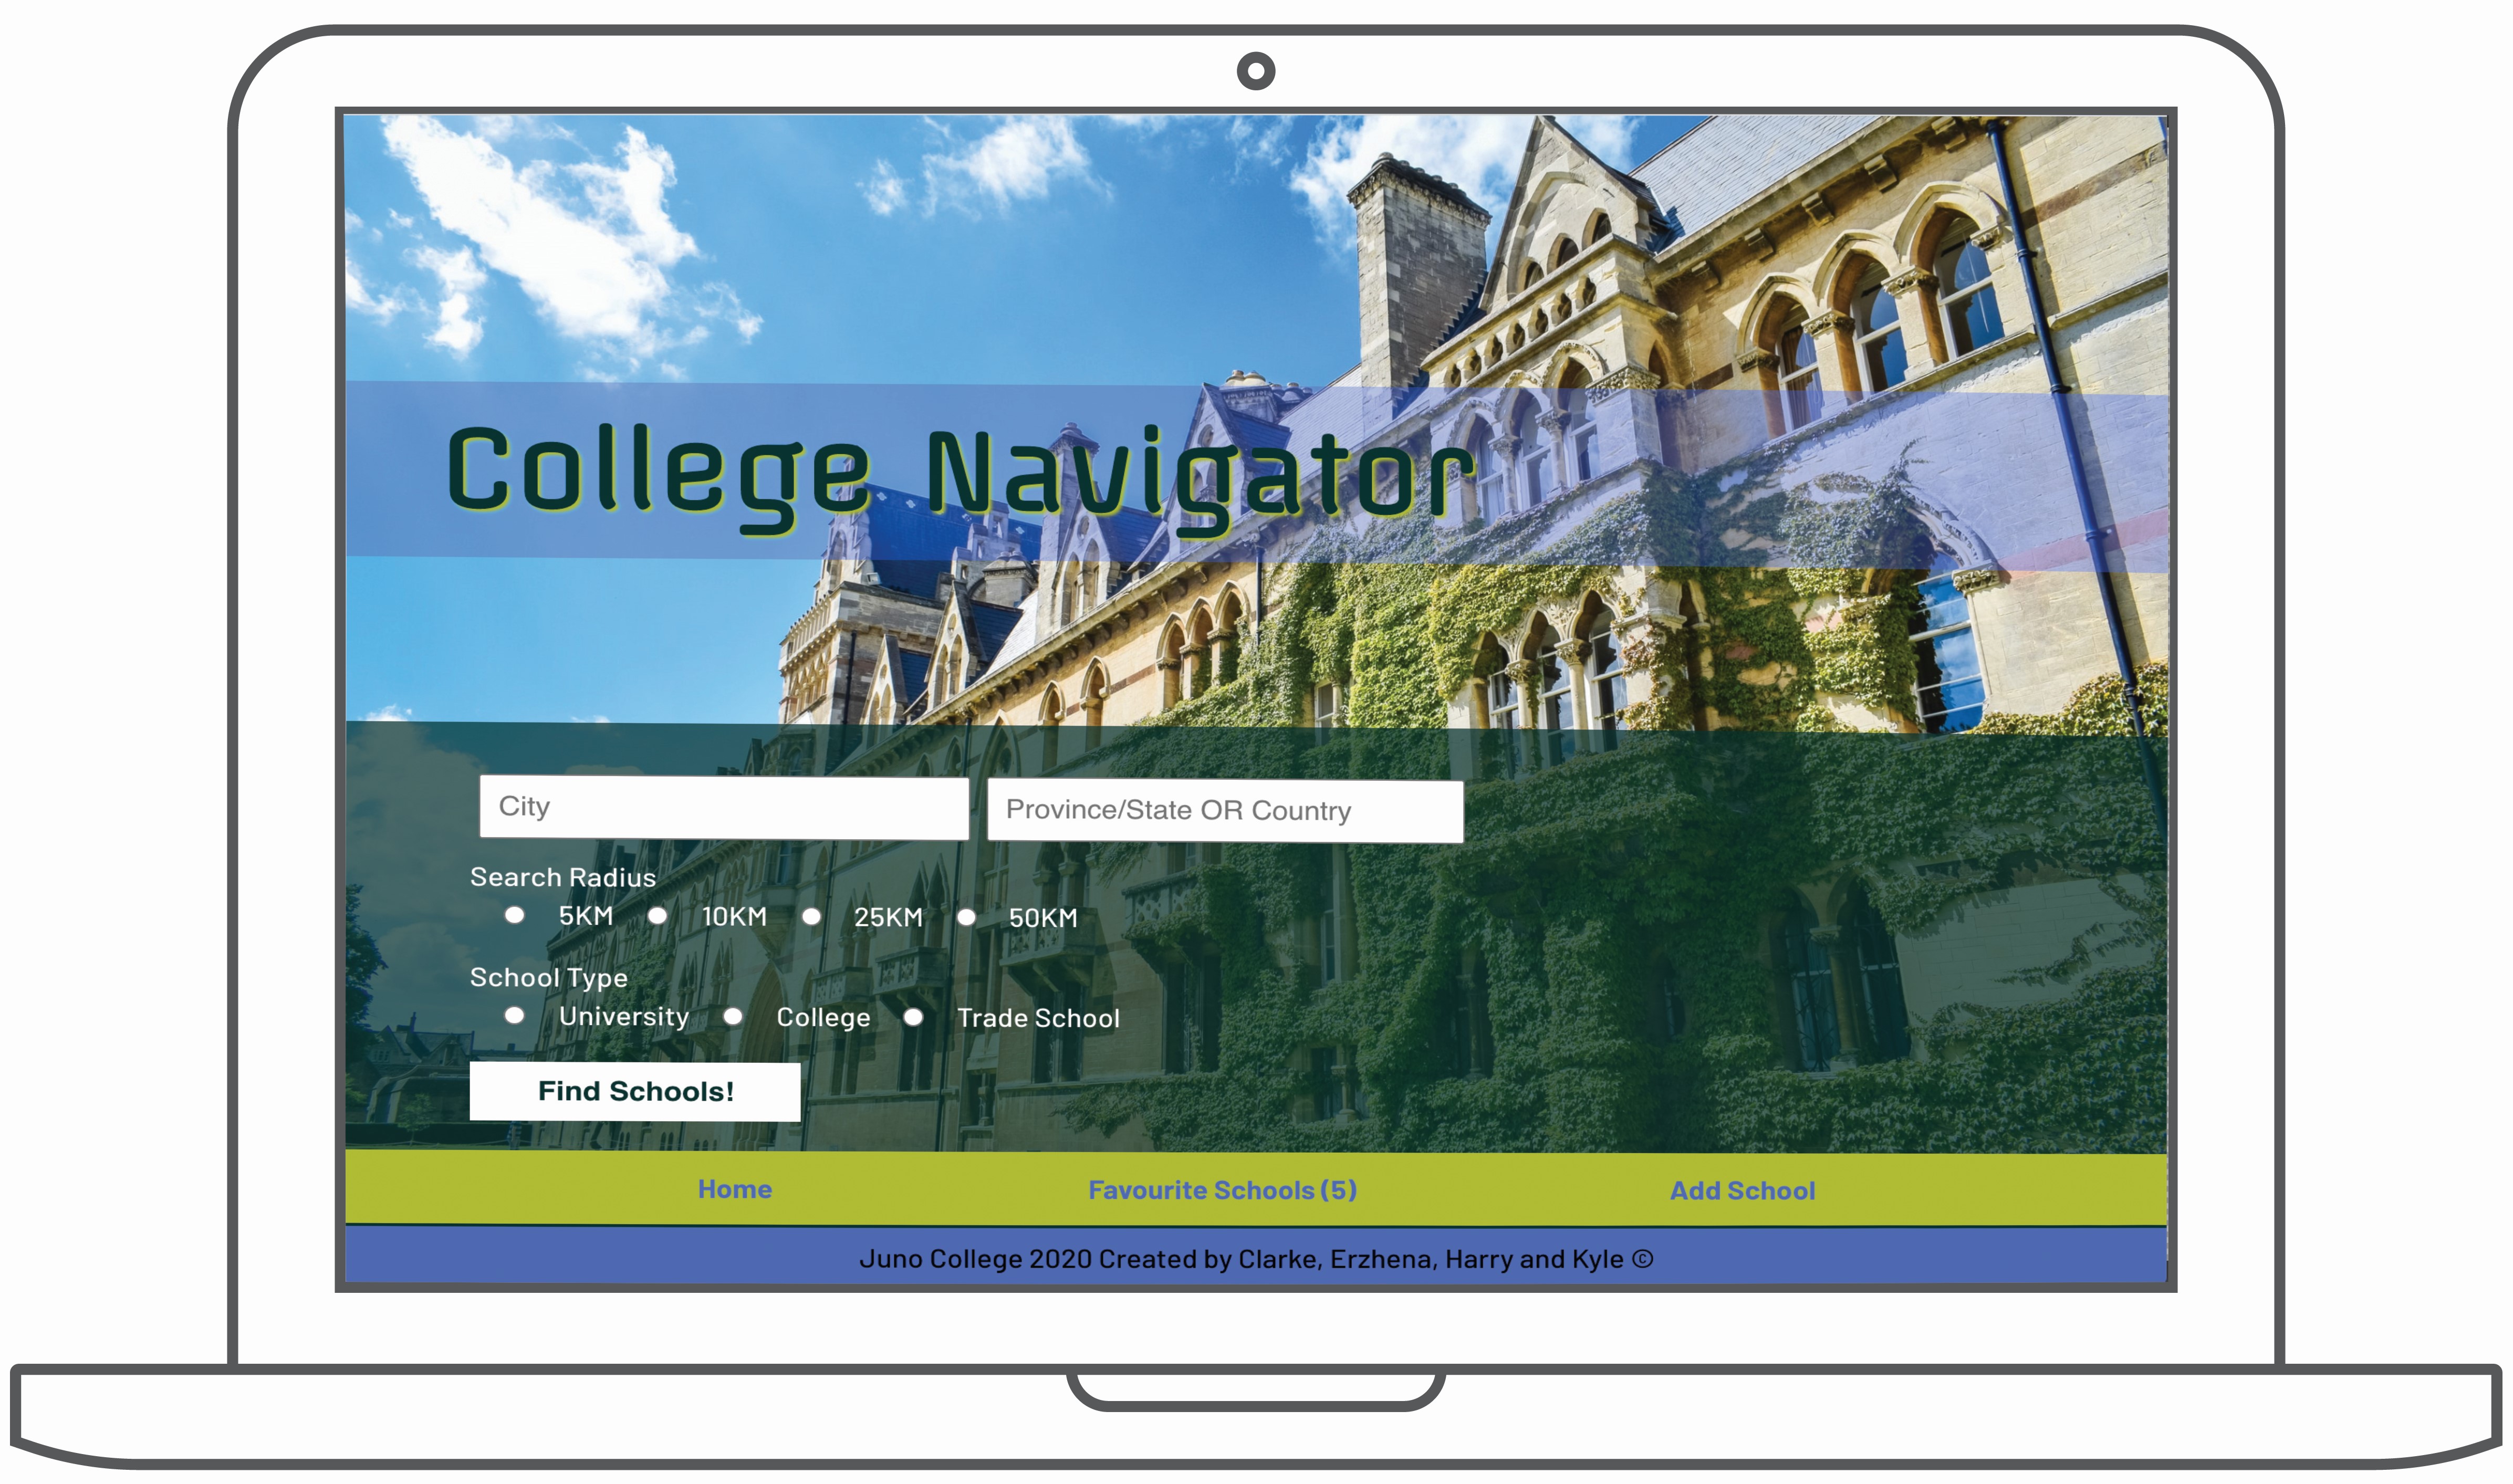 College Navigator
City
Province/State OR Country
Search Radius
5KM 10KM 25KM 50KM
School Type
University College Trade School
Find Schools!
Home Favourite Schools (5) Add School
Juno College 2020 Created by Clarke, Erzhena, Harry and Kyle ©